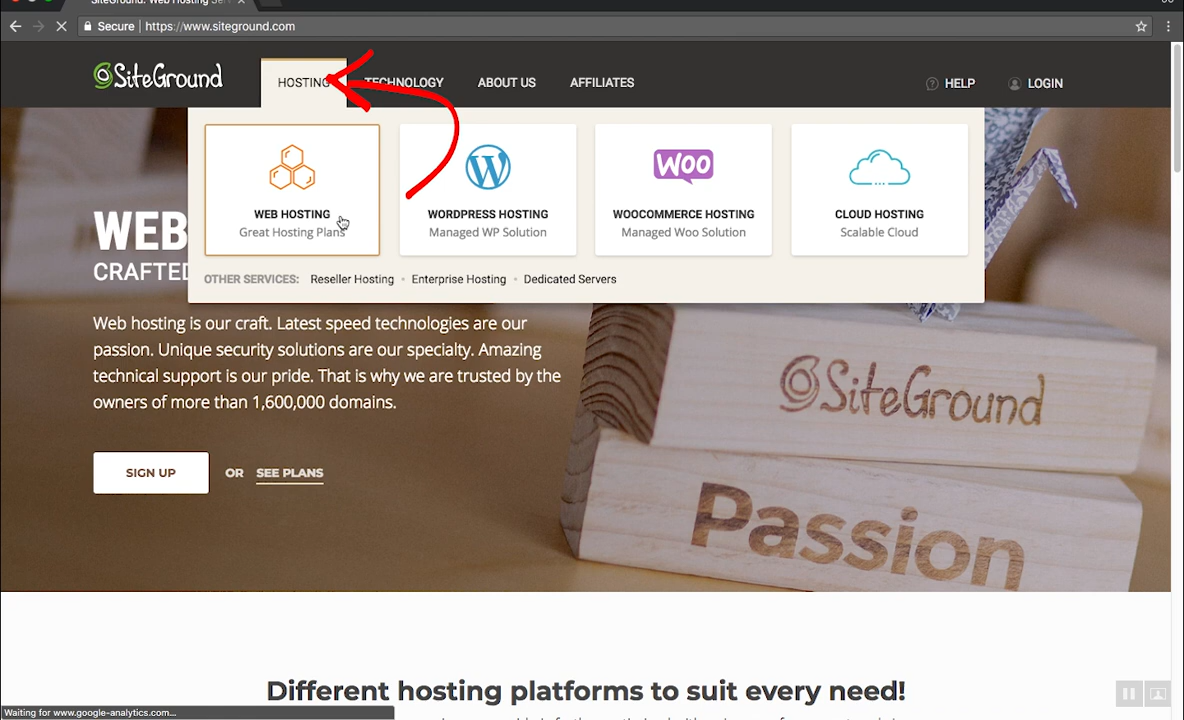 SiteGround: Web Hosting Ser
Secure | https://www.siteground.com
SiteGround
HOSTING
TECHNOLOGY
ABOUT US
AFFILIATES
HELP
LOGIN
WEB HOSTING
Great Hosting Plans
WORDPRESS HOSTING
Managed WP Solution
WOO
WOOCOMMERCE HOSTING
Managed Woo Solution
CLOUD HOSTING
Scalable Cloud
OTHER SERVICES: Reseller Hosting • Enterprise Hosting • Dedicated Servers
WEB
CRAFTED
Web hosting is our craft. Latest speed technologies are our
passion. Unique security solutions are our specialty. Amazing
technical support is our pride. That is why we are trusted by the
owners of more than 1,600,000 domains.
SIGN UP OR SEE PLANS
SiteGround
Passion
Different hosting platforms to suit every need!
Waiting for www.google-analytics.com...